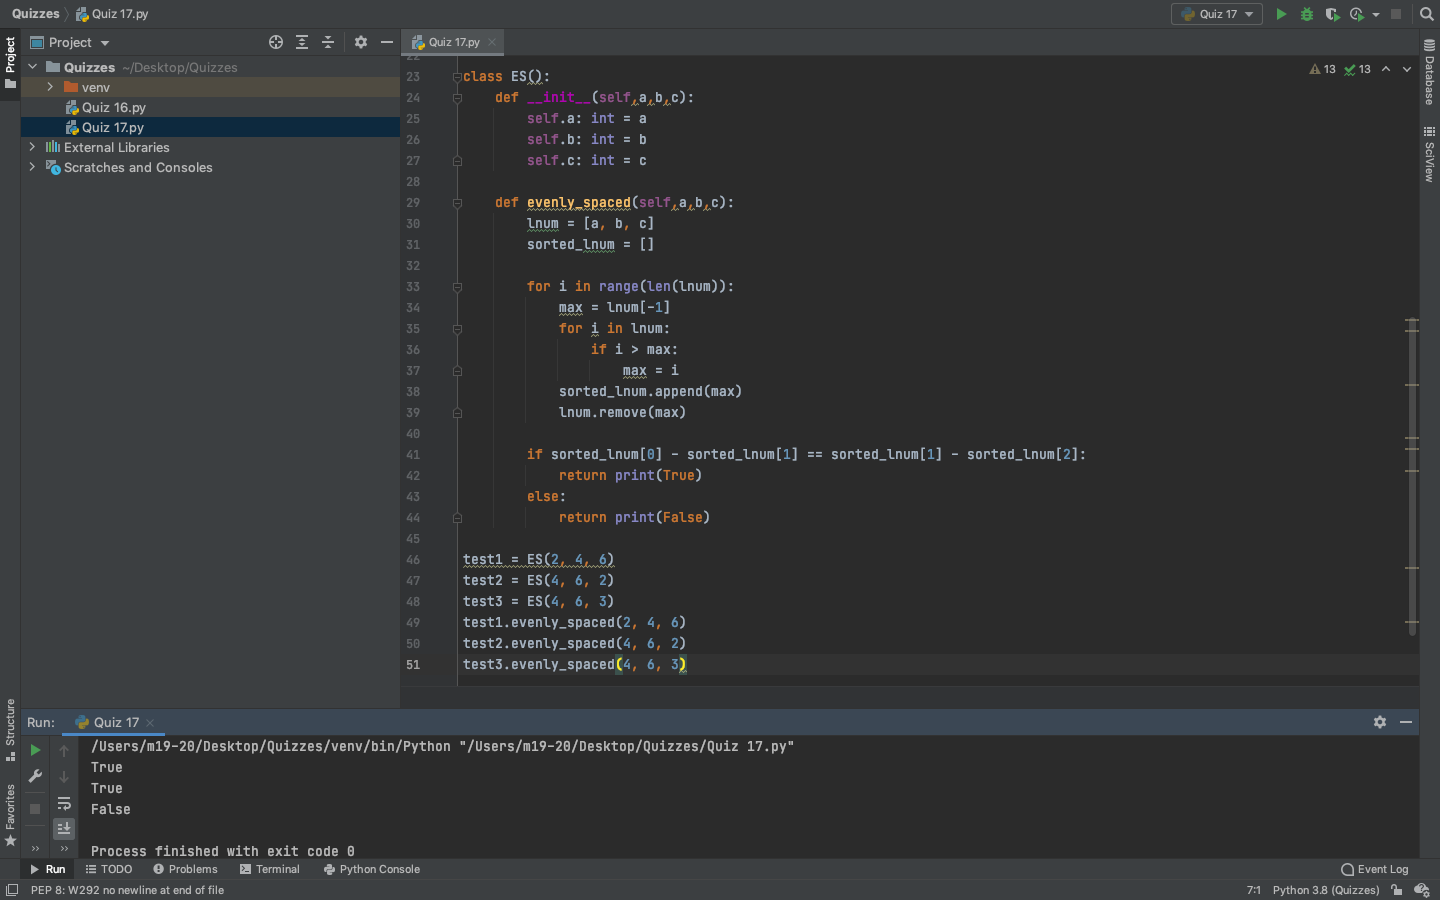 Quizzes Quiz 17.py
Quiz 17
Project
Quiz 17.py
Project
Quizzes ~/Desktop/Quizzes
venv
Quiz 16.py
Quiz 17.py
External Libraries
Scratches and Consoles
22
23 class ES():
24 def __init__(self,a,b,c):
25 self.a: int = a
26 self.b: int = b
27 self.c: int = c
28
29 def evenly_spaced(self,a,b,c):
30 lnum = [a, b, c]
31 sorted_lnum = []
32
33 for i in range(len(lnum)):
34 max = lnum[-1]
35 for i in lnum:
36 if i > max:
37 max = i
38 sorted_lnum.append(max)
39 lnum.remove(max)
40
41 if sorted_lnum[0] - sorted_lnum[1] == sorted_lnum[1] - sorted_lnum[2]:
42 return print(True)
43 else:
44 return print(False)
45
46 test1 = ES(2, 4, 6)
47 test2 = ES(4, 6, 2)
48 test3 = ES(4, 6, 3)
49 test1.evenly_spaced(2, 4, 6)
50 test2.evenly_spaced(4, 6, 2)
51 test3.evenly_spaced(4, 6, 3)
13 13
Database
SciView
Structure
Favorites
Run: Quiz 17
/Users/m19-20/Desktop/Quizzes/venv/bin/Python "/Users/m19-20/Desktop/Quizzes/Quiz 17.py"
True
True
False
Process finished with exit code 0
Run TODO Problems Terminal Python Console Event Log
PEP 8: W292 no newline at end of file 7:1 Python 3.8 (Quizzes)